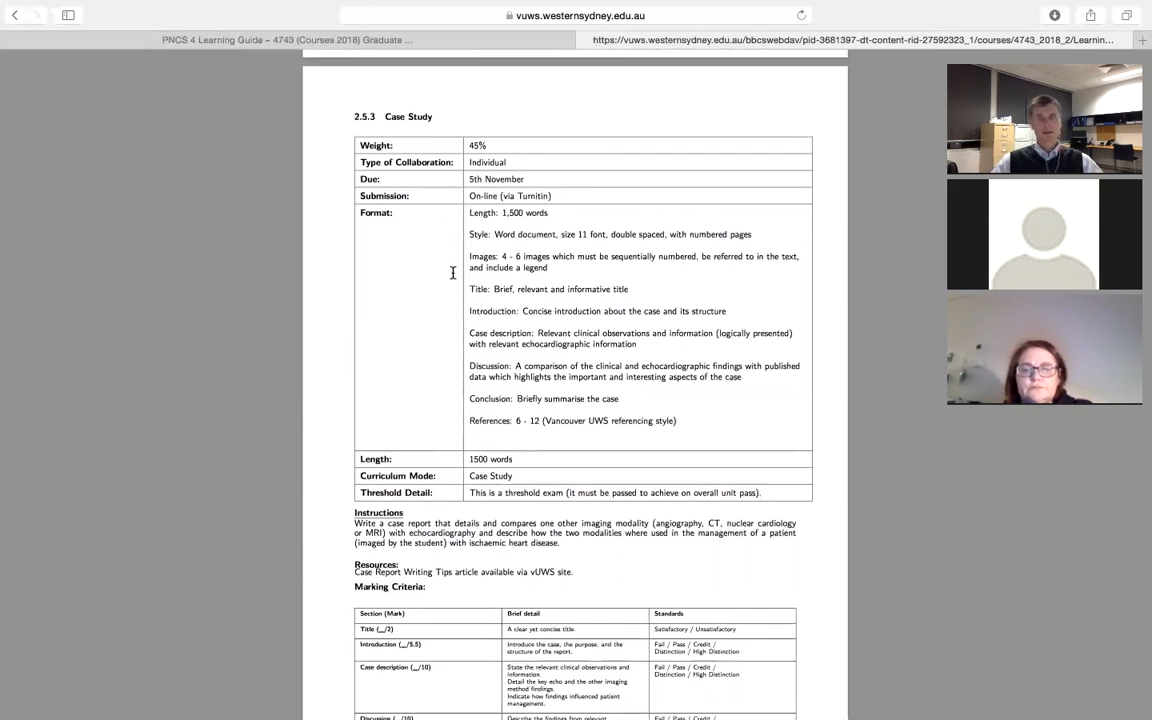 vuws.westernsydney.edu.au
PNCS 4 Learning Guide – 4743 (Courses 2018) Graduate ...
https://vuws.westernsydney.edu.au/bbcswebdav/pid-3681397-dt-content-rid-27592323_1/courses/4743_2018_2/Learnin...
2.5.3 Case Study
Weight: 45%
Type of Collaboration: Individual
Due: 5th November
Submission: On-line (via Turnitin)
Format: Length: 1,500 words
Style: Word document, size 11 font, double spaced, with numbered pages
Images: 4 - 6 images which must be sequentially numbered, be referred to in the text,
and include a legend
Title: Brief, relevant and informative title
Introduction: Concise introduction about the case and its structure
Case description: Relevant clinical observations and information (logically presented)
with relevant echocardiographic information
Discussion: A comparison of the clinical and echocardiographic findings with published
data which highlights the important and interesting aspects of the case
Conclusion: Briefly summarise the case
References: 6 - 12 (Vancouver UWS referencing style)
Length: 1500 words
Curriculum Mode: Case Study
Threshold Detail: This is a threshold exam (it must be passed to achieve on overall unit pass).
Instructions
Write a case report that details and compares one other imaging modality (angiography, CT, nuclear cardiology
or MRI) with echocardiography and describe how the two modalities where used in the management of a patient
(imaged by the student) with ischaemic heart disease.
Resources:
Case Report Writing Tips article available via vUWS site.
Marking Criteria:
Section (Mark) Brief detail Standards
Title (__/2) A clear yet concise title. Satisfactory / Unsatisfactory
Introduction (__/5.5) Introduce the case, the purpose, and the Fail / Pass / Credit /
structure of the report. Distinction / High Distinction
Case description (__/10) State the relevant clinical observations and Fail / Pass / Credit /
information. Distinction / High Distinction
Detail the key echo and the other imaging
method findings.
Indicate how findings influenced patient
management.
Discussion (__/10) Describe the findings from relevant Fail / Pass / Credit /